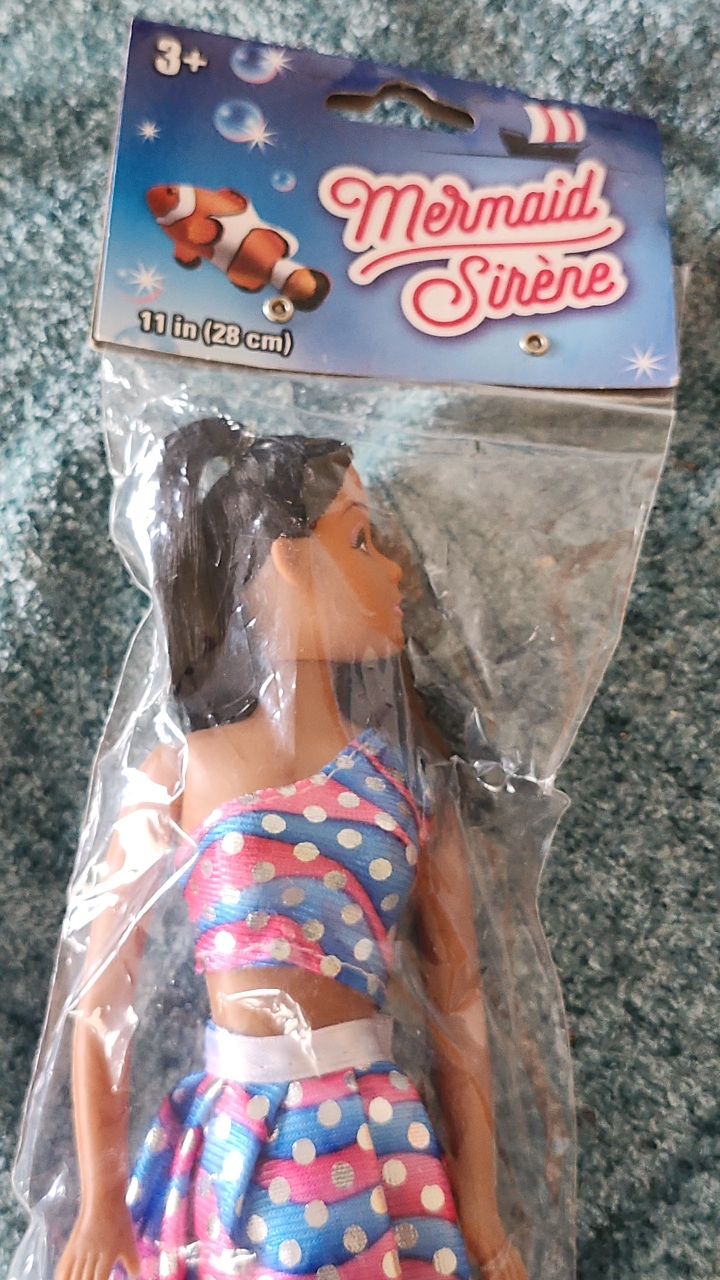 3+
Mermaid
Sirène
11 in (28 cm)